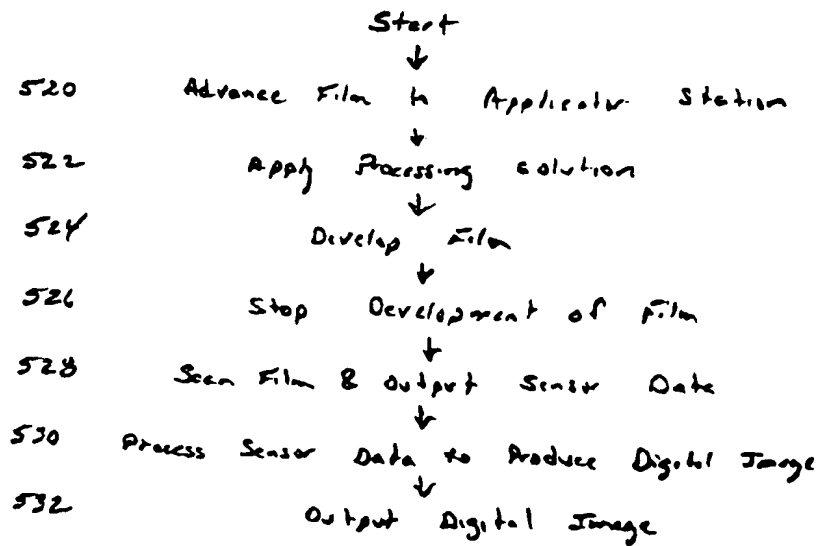 Start
520 Advance Film to Applicator Station
522 Apply Processing solution
524 Develop Film
526 Stop Development of Film
528 Scan Film & Output Sensor Data
530 Process Sensor Data to Produce Digital Image
532 Output Digital Image